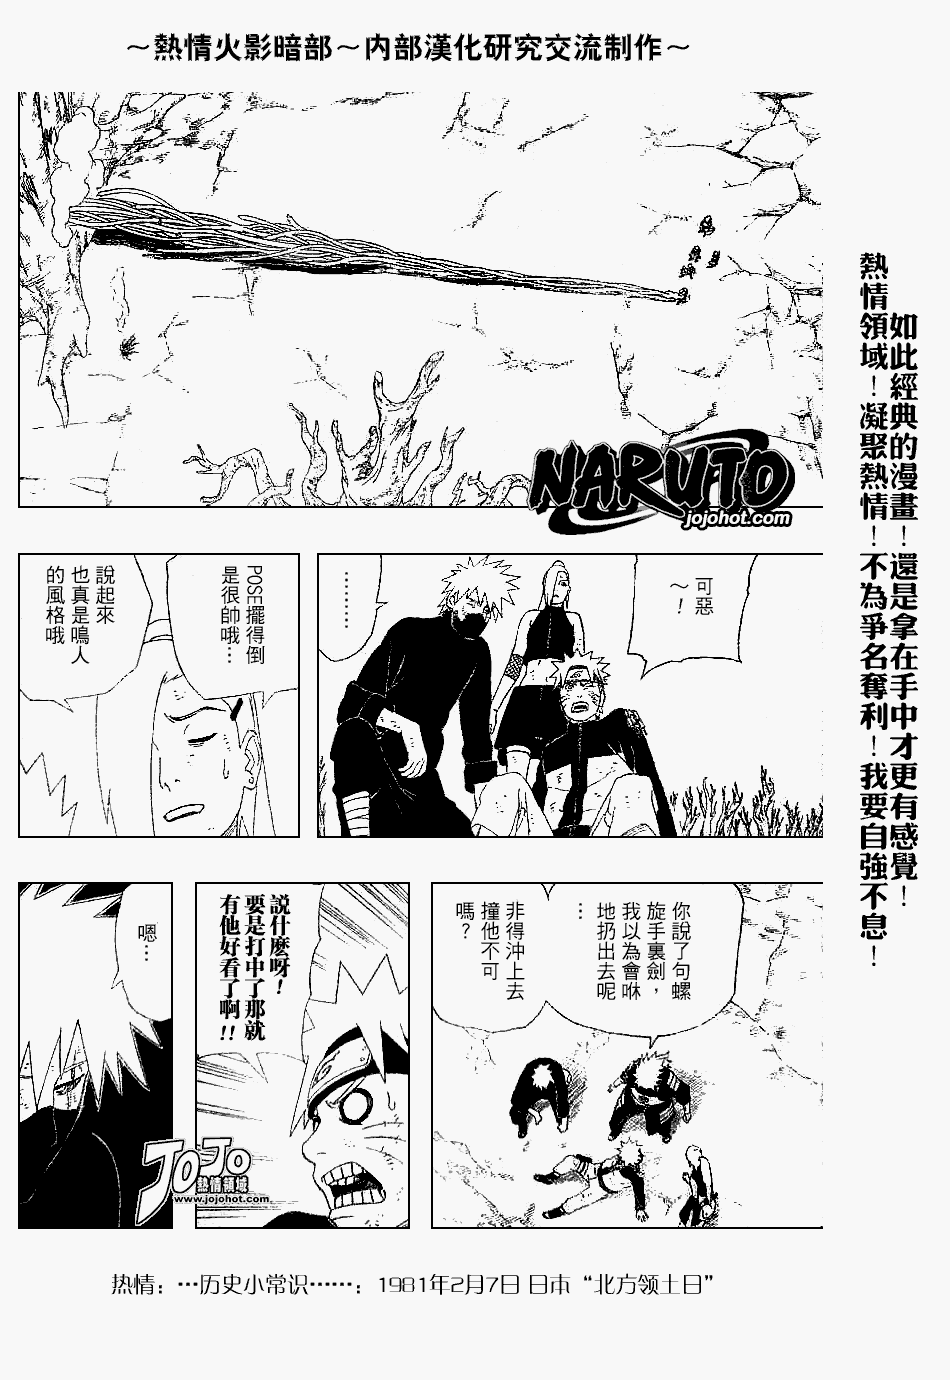 ～熱情火影暗部～内部漢化研究交流制作～
如此經典的漫畫！還是拿在手中才更有感覺！
熱情領域！凝聚熱情！不為爭名奪利！我要自強不息！
NARUTO
jojohot.com
可惡
～！
………
POSE擺得倒
是很帥哦…
說起來
也真是鳴人
的風格哦
你說了句螺
旋手裏劍，
我以為會咻
地扔出去呢
…
非得沖上去
撞他不可
嗎？
説什麽呀！
要是打中了那就
有他好看了啊！！
嗯…
JOJO
熱情領域
www.jojohot.com
热情：…历史小常识……：1981年2月7日 日本“北方领土日”